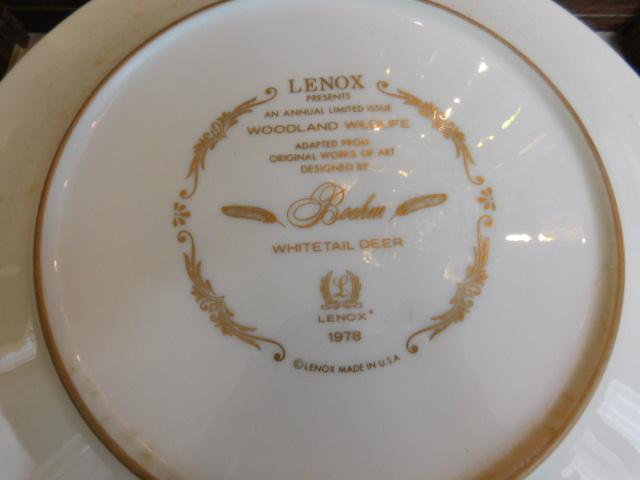 LENOX
PRESENTS
AN ANNUAL LIMITED ISSUE
WOODLAND WILDLIFE
ADAPTED FROM
ORIGINAL WORKS OF ART
DESIGNED BY
Boehm
WHITETAIL DEER
L
LENOX®
1978
©LENOX MADE IN U.S.A.